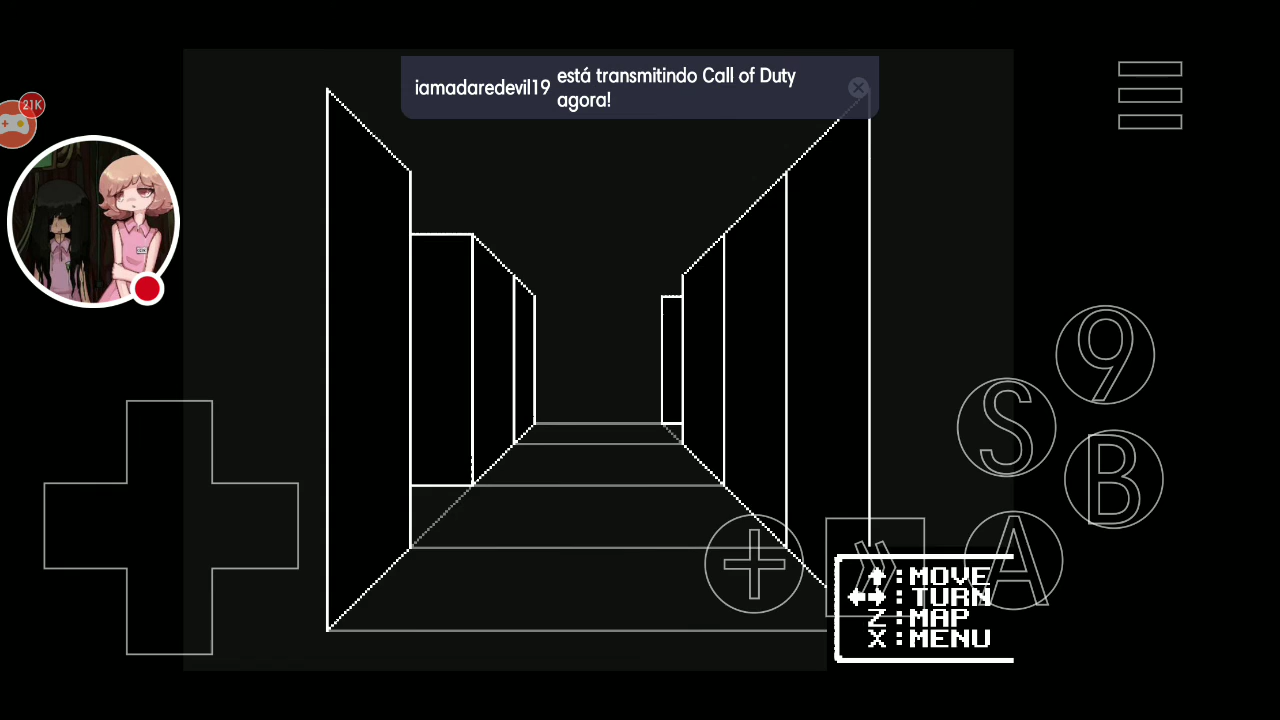 iamadaredevil19 está transmitindo Call of Duty
agora!
21K
9
S
B
A
:MOVE
:TURN
Z:MAP
X:MENU